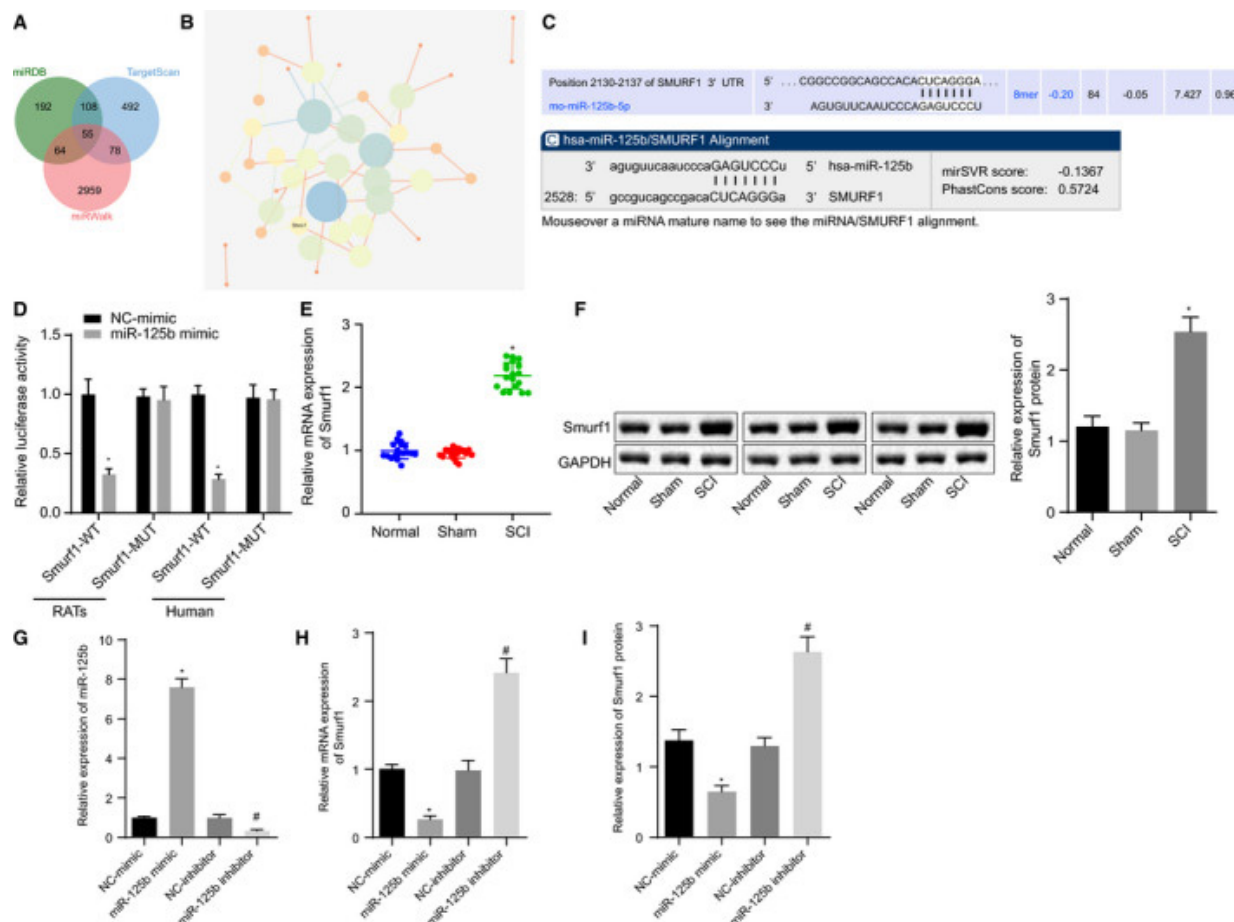 A
miRDB
TargetScan
192
108
492
55
64
78
2959
miRWalk
B
Smurf1
C
Position 2130-2137 of SMURF1 3' UTR 5' ...CGGCCGGCAGCCACACUCAGGGA... 8mer -0.20 84 -0.05 7.427 0.96
rno-miR-125b-5p 3' AGUGUUCAAUCCCAGAGUCCCU
C hsa-miR-125b/SMURF1 Alignment
3' aguguucaaucccaGAGUCCCu 5' hsa-miR-125b
2528: 5' gccgucagccgacaCUCAGGGa 3' SMURF1
mirSVR score: -0.1367
PhastCons score: 0.5724
Mouseover a miRNA mature name to see the miRNA/SMURF1 alignment.
D
NC-mimic
miR-125b mimic
Relative luciferase activity
1.5
1.0
0.5
0.0
*
*
Smurf1-WT
Smurf1-MUT
Smurf1-WT
Smurf1-MUT
RATs
Human
E
Relative mRNA expression
of Smurf1
3
2
1
0
*
Normal
Sham
SCI
F
Smurf1
GAPDH
Normal
Sham
SCI
Normal
Sham
SCI
Normal
Sham
SCI
Relative expression of
Smurf1 protein
3
2
1
0
*
Normal
Sham
SCI
G
Relative expression of miR-125b
10
8
6
4
2
0
*
#
NC-mimic
miR-125b mimic
NC-inhibitor
miR-125b inhibitor
H
Relative mRNA expression
of Smurf1
3
2
1
0
*
#
NC-mimic
miR-125b mimic
NC-inhibitor
miR-125b inhibitor
I
Relative expression of Smurf1 protein
3
2
1
0
*
#
NC-mimic
miR-125b mimic
NC-inhibitor
miR-125b inhibitor